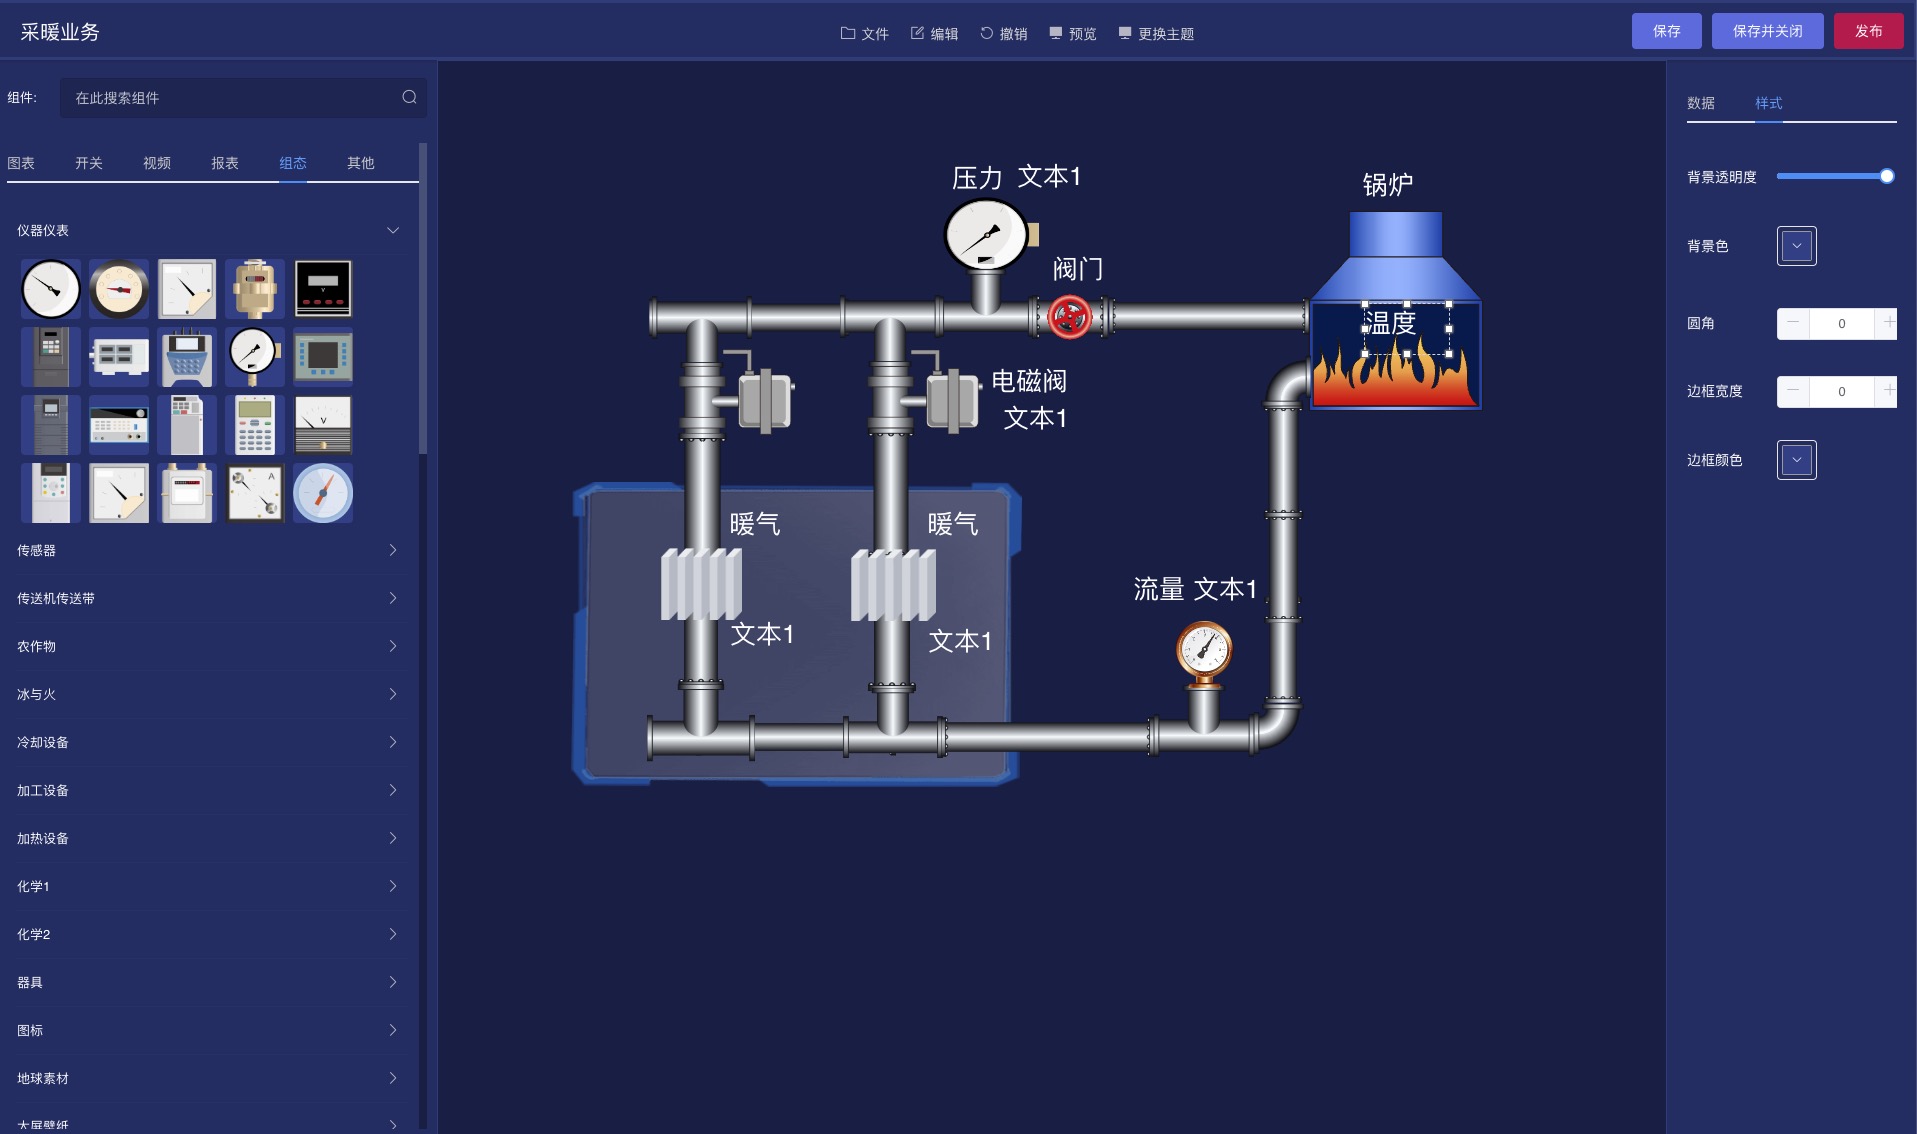 采暖业务
文件 编辑 撤销 预览 更换主题
保存 保存并关闭 发布
组件: 在此搜索组件
图表 开关 视频 报表 组态 其他
仪器仪表
V
V
A
传感器
传送机传送带
农作物
冰与火
冷却设备
加工设备
加热设备
化学1
化学2
器具
图标
地球素材
大屏壁纸
压力 文本1
锅炉
阀门
温度
电磁阀
文本1
暖气 暖气
流量 文本1
文本1 文本1
数据 样式
背景透明度
背景色
圆角 0
边框宽度 0
边框颜色